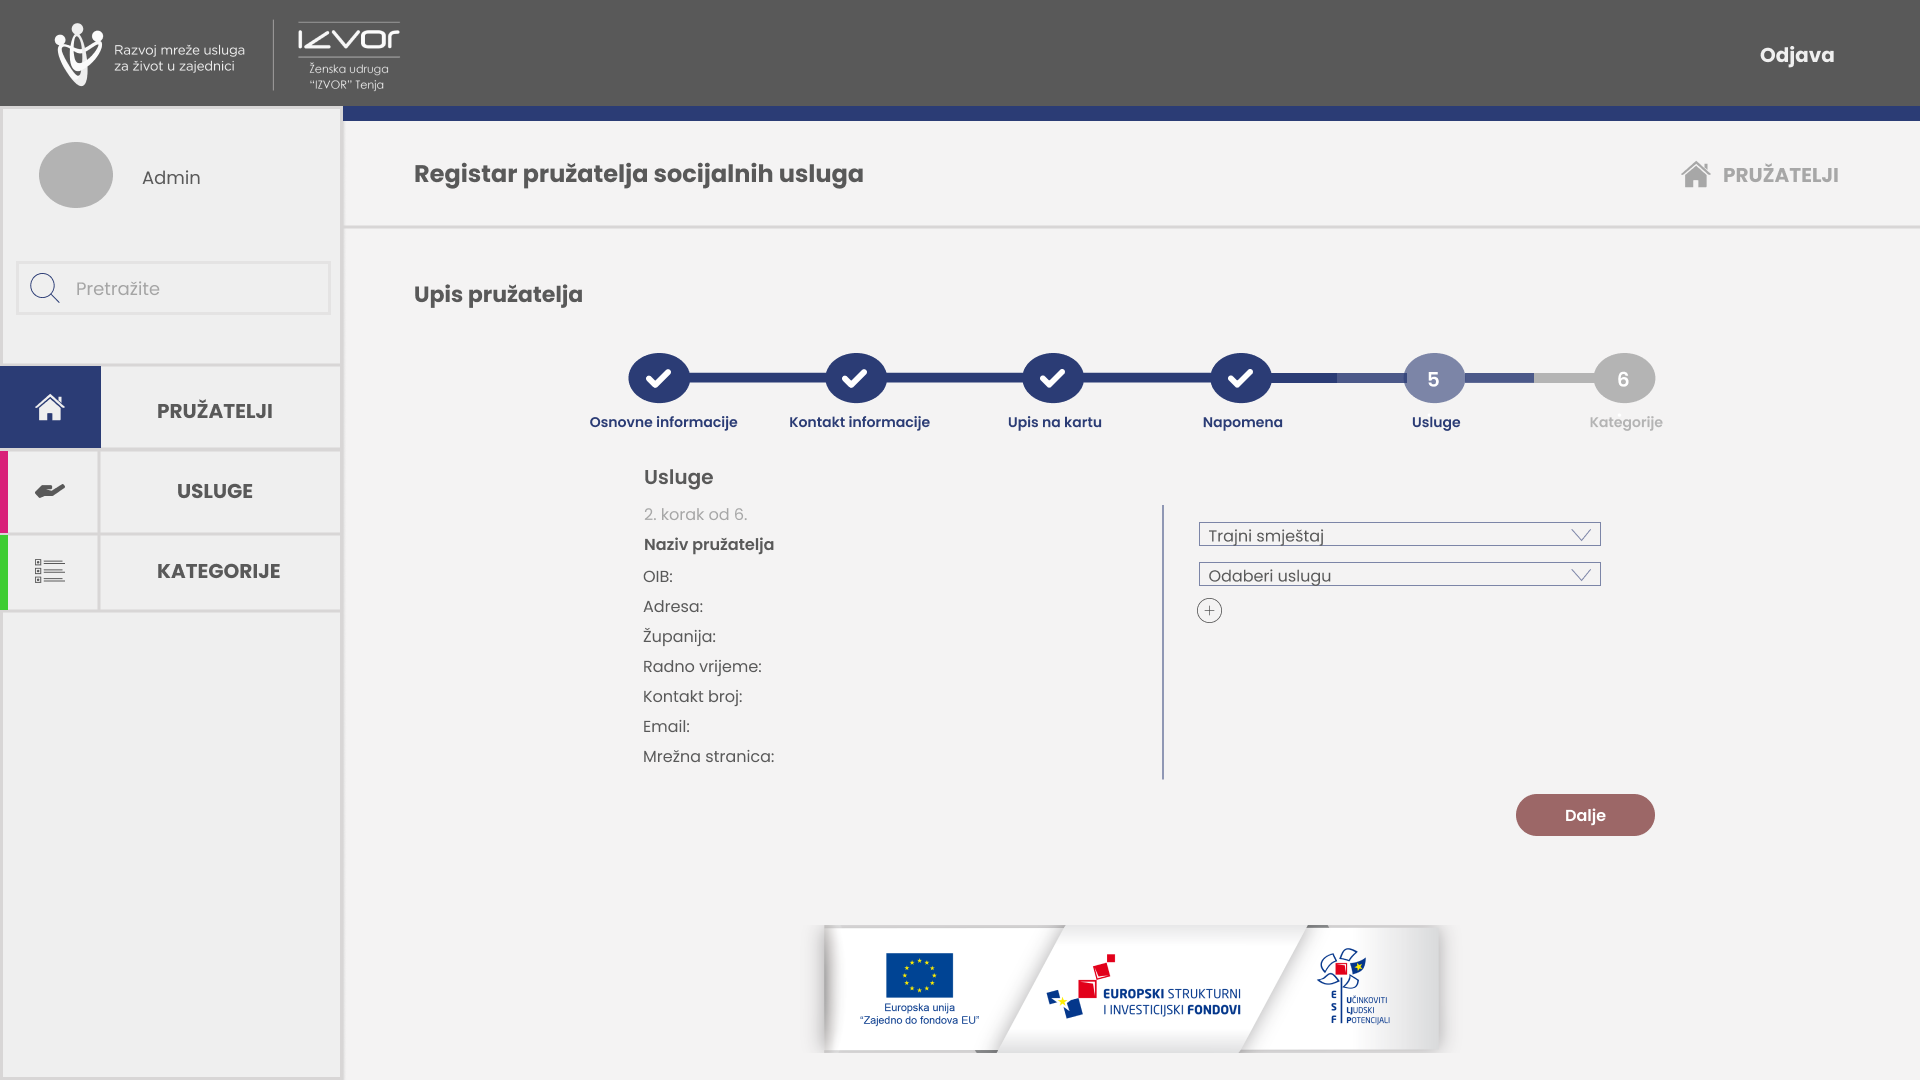 Razvoj mreže usluga
za život u zajednici
IZVOR
Ženska udruga
“IZVOR” Tenja
Odjava
Admin
Registar pružatelja socijalnih usluga
PRUŽATELJI
Pretražite
Upis pružatelja
PRUŽATELJI
USLUGE
KATEGORIJE
5
6
Osnovne informacije
Kontakt informacije
Upis na kartu
Napomena
Usluge
Kategorije
Usluge
2. korak od 6.
Naziv pružatelja
OIB:
Adresa:
Županija:
Radno vrijeme:
Kontakt broj:
Email:
Mrežna stranica:
Trajni smještaj
Odaberi uslugu
Dalje
Europska unija
“Zajedno do fondova EU”
EUROPSKI STRUKTURNI
I INVESTICIJSKI FONDOVI
ESF
UČINKOVITI
LJUDSKI
POTENCIJALI